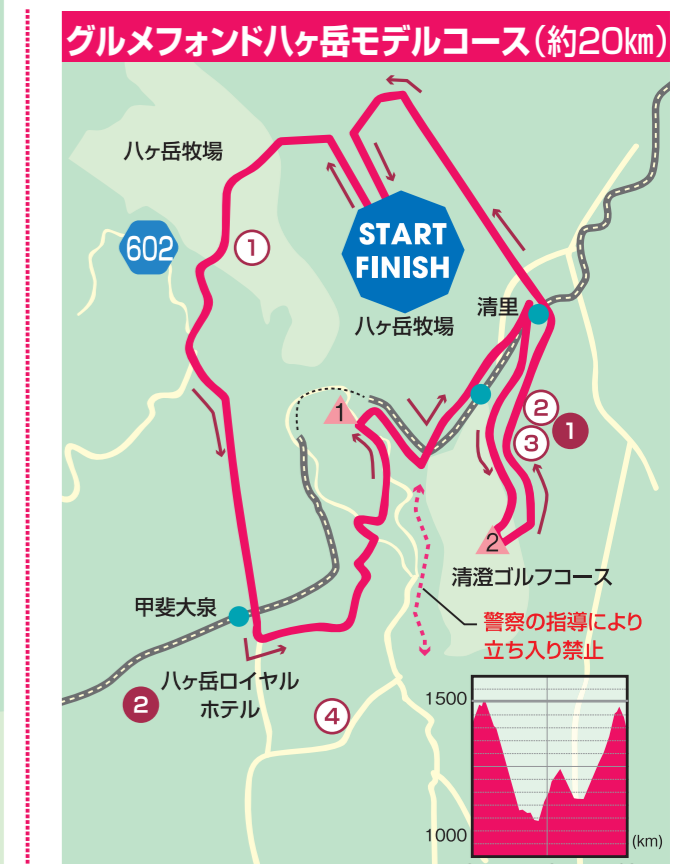 グルメフォンド八ヶ岳モデルコース(約20㎞)
八ヶ岳牧場
602
1
START
FINISH
八ヶ岳牧場
清里
1
2
3
1
2
清澄ゴルフコース
甲斐大泉
警察の指導により
立ち入り禁止
八ヶ岳ロイヤル
ホテル
2
4
1500
1000
(km)